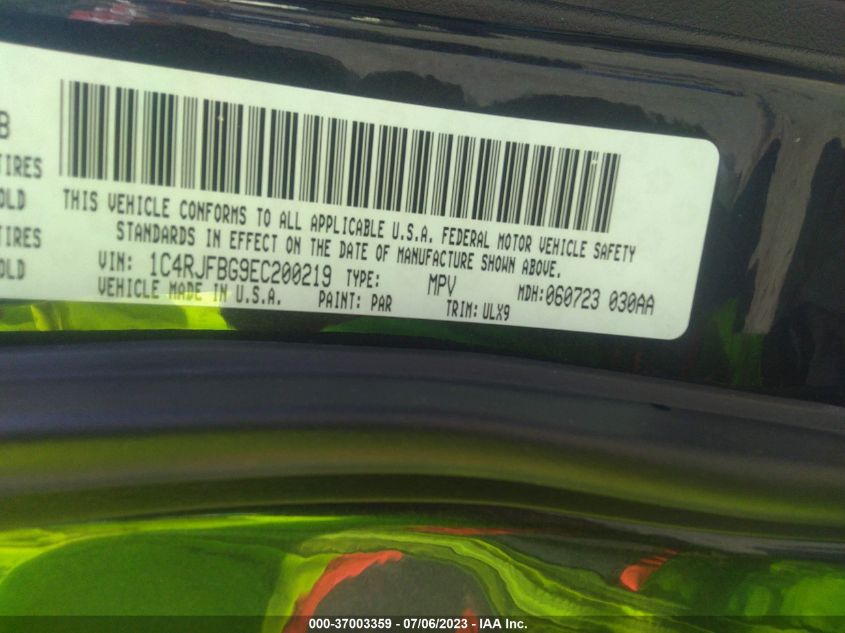 B
TIRES
OLD
TIRES
OLD
THIS VEHICLE CONFORMS TO ALL APPLICABLE U.S.A. FEDERAL MOTOR VEHICLE SAFETY
STANDARDS IN EFFECT ON THE DATE OF MANUFACTURE SHOWN ABOVE.
VIN: 1C4RJFBG9EC200219 TYPE: MPV MDH:060723 030AA
VEHICLE MADE IN U.S.A. PAINT: PAR TRIM: ULX9
000-37003359 - 07/06/2023 - IAA Inc.